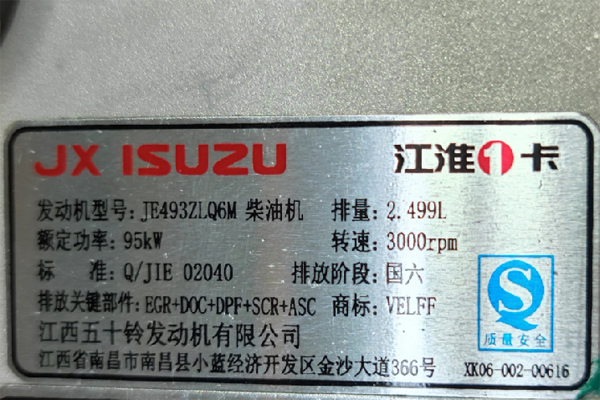 JX ISUZU 江淮1卡
发动机型号: JE493ZLQ6M 柴油机 排量: 2.499L
额定功率: 95kW 转速: 3000rpm
标 准: Q/JIE 02040 排放阶段: 国六
排放关键部件: EGR+DOC+DPF+SCR+ASC 商标: VELFF
质量安全
江西五十铃发动机有限公司
江西省南昌市南昌县小蓝经济开发区金沙大道366号 XK06-002-00616